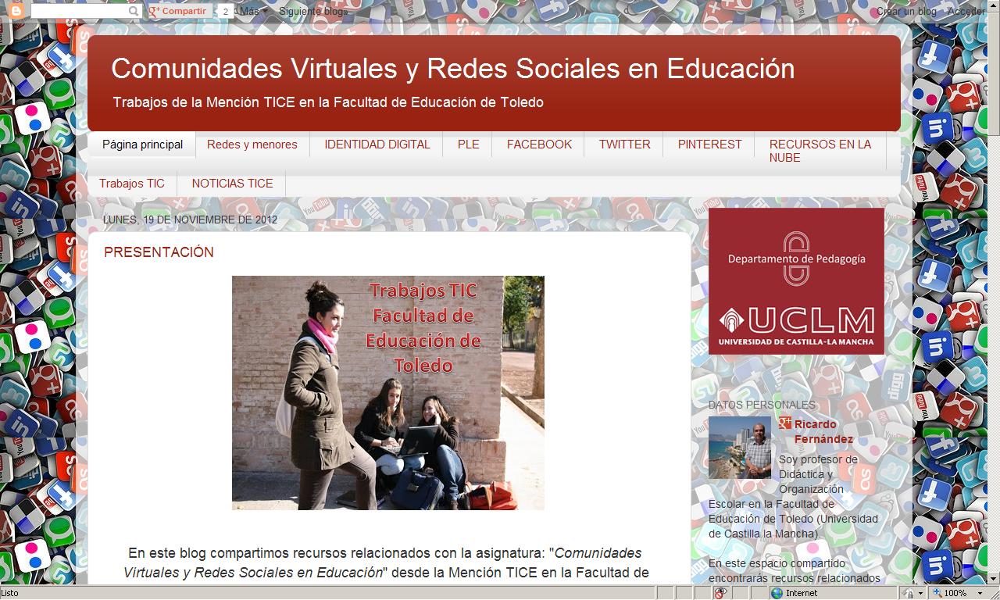 Compartir 2 Más Siguiente blog» Crear un blog Acceder
Comunidades Virtuales y Redes Sociales en Educación
Trabajos de la Mención TICE en la Facultad de Educación de Toledo
Página principal Redes y menores IDENTIDAD DIGITAL PLE FACEBOOK TWITTER PINTEREST RECURSOS EN LA
NUBE
Trabajos TIC NOTICIAS TICE
LUNES, 19 DE NOVIEMBRE DE 2012
PRESENTACIÓN
Trabajos TIC
Facultad de
Educación de
Toledo
En este blog compartimos recursos relacionados con la asignatura: "Comunidades
Virtuales y Redes Sociales en Educación" desde la Mención TICE en la Facultad de
Departamento de Pedagogía
UCLM
UNIVERSIDAD DE CASTILLA-LA MANCHA
DATOS PERSONALES
Ricardo
Fernández
Soy profesor de
Didáctica y
Organización
Escolar en la Facultad de
Educación de Toledo (Universidad
de Castilla la Mancha)
En este espacio compartido
encontrarás recursos relacionados
Listo Internet 100%